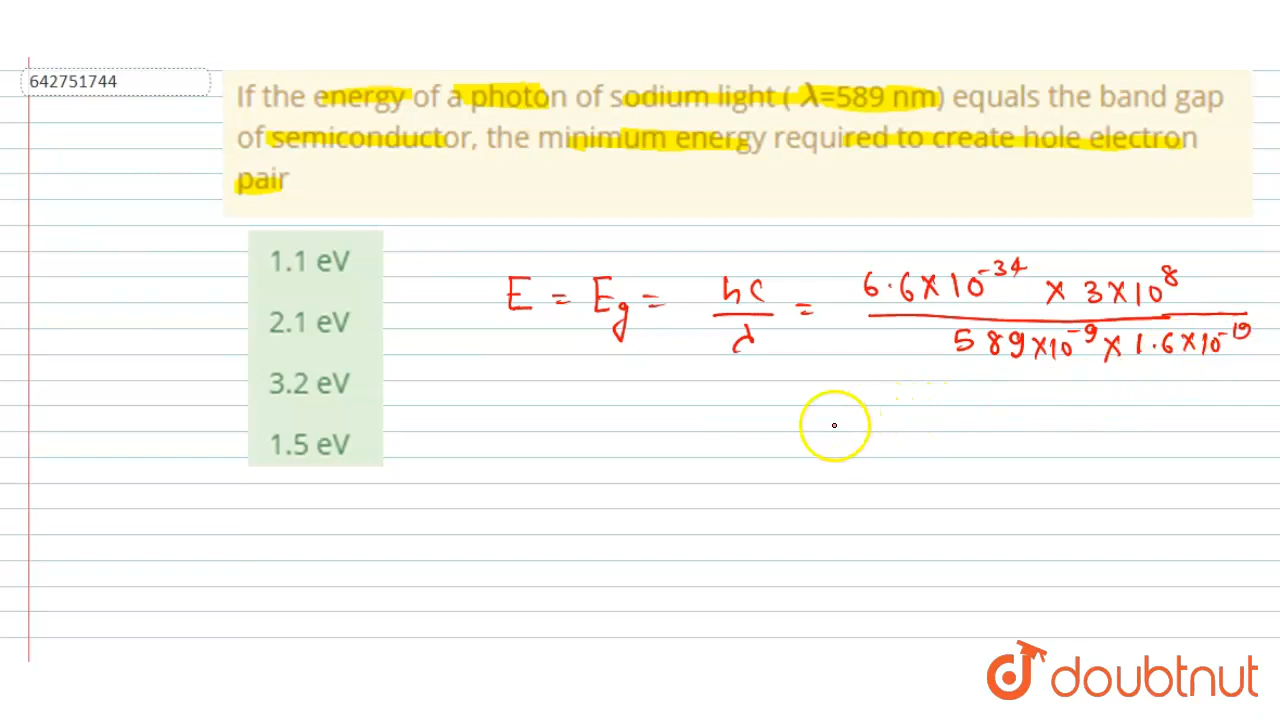 642751744
If the energy of a photon of sodium light ( λ=589 nm) equals the band gap
of semiconductor, the minimum energy required to create hole electron
pair
1.1 eV
2.1 eV
3.2 eV
1.5 eV
E = Eg = hc/λ = 6.6×10⁻³⁴ × 3×10⁸ / 589×10⁻⁹ × 1.6×10⁻¹⁹
doubtnut